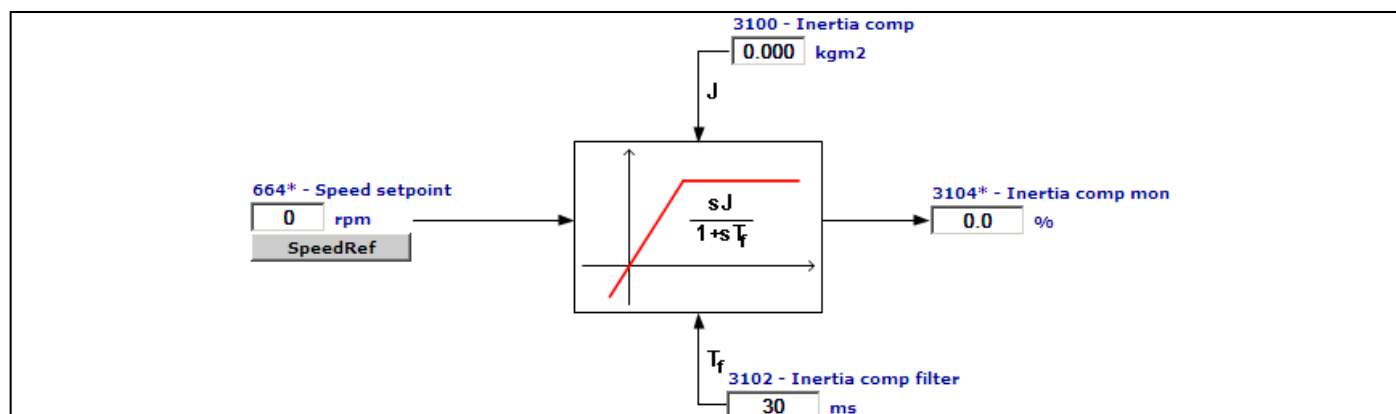 3100 - Inertia comp
0.000 kgm2
J
664* - Speed setpoint
0 rpm
SpeedRef
sJ
1+sTf
3104* - Inertia comp mon
0.0 %
Tf
3102 - Inertia comp filter
30 ms